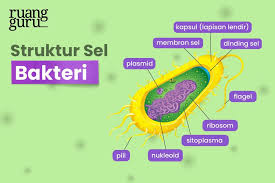 ruang
guru
Struktur Sel
Bakteri
kapsul (lapisan lendir)
membran sel
dinding sel
plasmid
flagel
ribosom
sitoplasma
pili
nukleoid